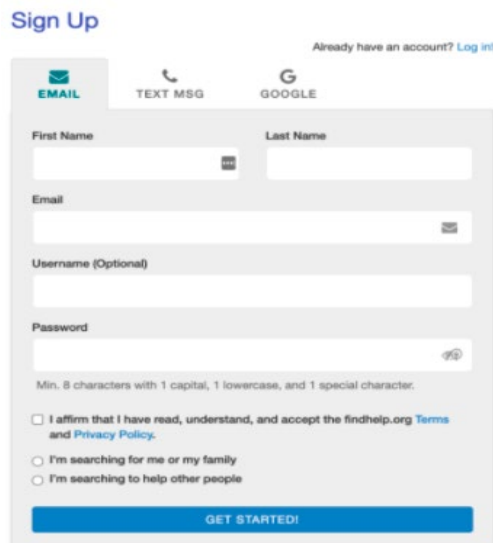 Sign Up
Already have an account? Log in!
EMAIL
TEXT MSG
GOOGLE
First Name
Last Name
Email
Username (Optional)
Password
Min. 8 characters with 1 capital, 1 lowercase, and 1 special character.
I affirm that I have read, understand, and accept the findhelp.org Terms
and Privacy Policy.
I'm searching for me or my family
I'm searching to help other people
GET STARTED!